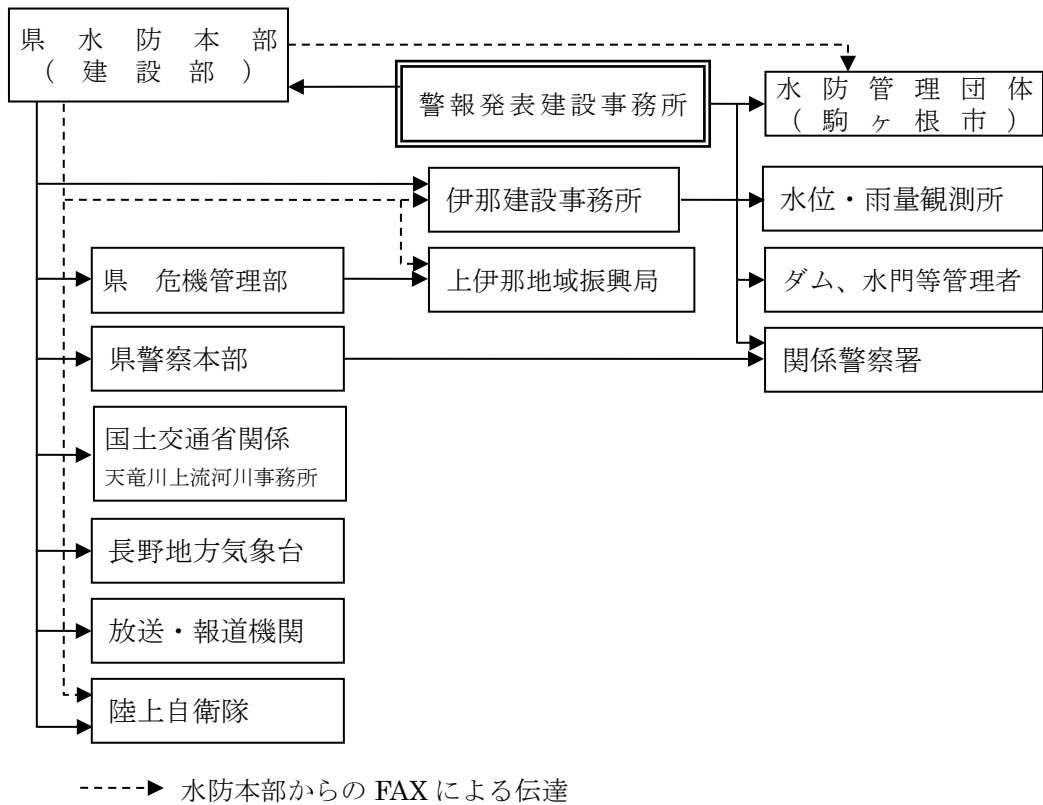 県水防本部
（建設部）
警報発表建設事務所
水防管理団体
（駒ヶ根市）
伊那建設事務所
水位・雨量観測所
県　危機管理部
上伊那地域振興局
ダム、水門等管理者
県警察本部
関係警察署
国土交通省関係
天竜川上流河川事務所
長野地方気象台
放送・報道機関
陸上自衛隊
水防本部からの FAX による伝達